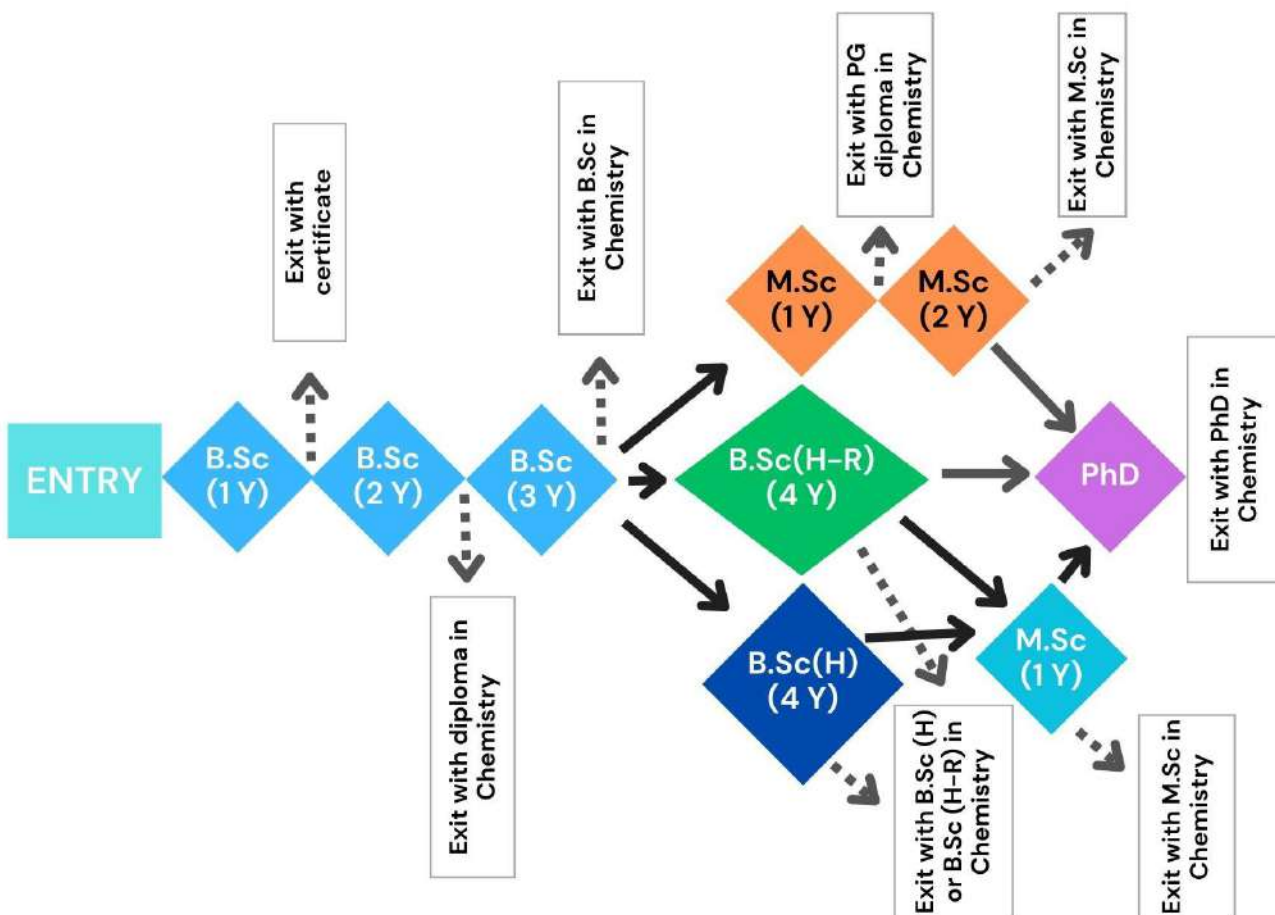 ENTRY
B.Sc
(1 Y)
Exit with
certificate
B.Sc
(2 Y)
Exit with diploma in
Chemistry
B.Sc
(3 Y)
Exit with B.Sc in
Chemistry
M.Sc
(1 Y)
Exit with PG
diploma in
Chemistry
M.Sc
(2 Y)
Exit with M.Sc in
Chemistry
B.Sc(H-R)
(4 Y)
B.Sc(H)
(4 Y)
Exit with B.Sc (H)
or B.Sc (H-R) in
Chemistry
M.Sc
(1 Y)
Exit with M.Sc in
Chemistry
PhD
Exit with PhD in
Chemistry